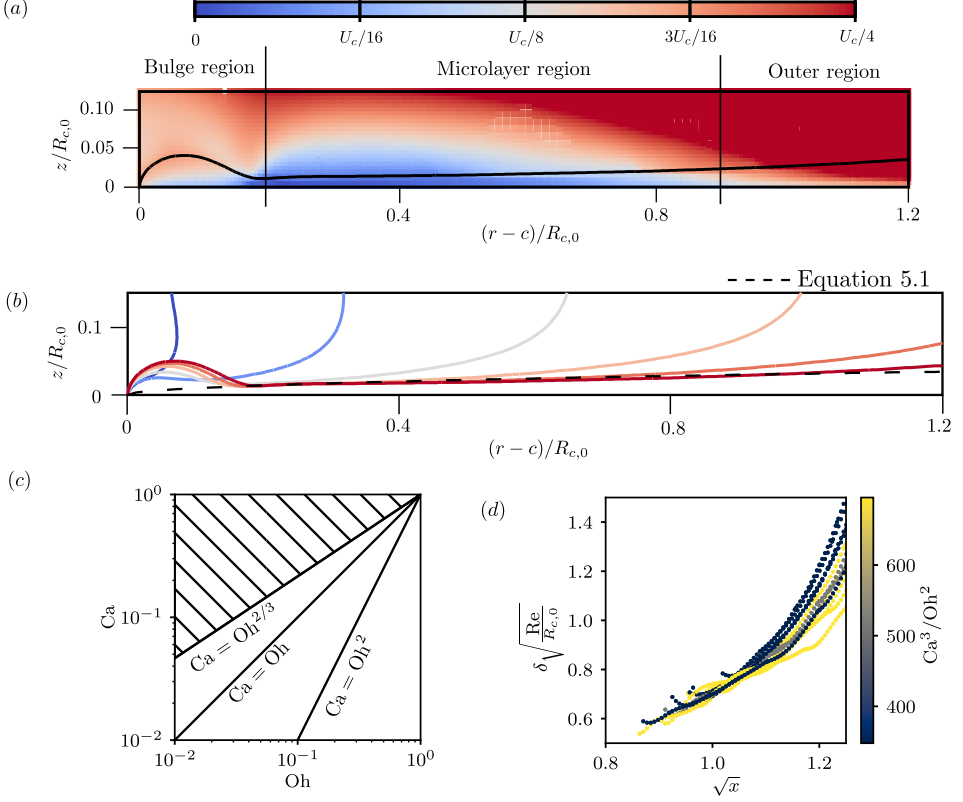 (a)
0
U_c/16
U_c/8
3U_c/16
U_c/4
Bulge region
Microlayer region
Outer region
z/R_{c,0}
0.10
0.05
0
0
0.4
0.8
1.2
(r − c)/R_{c,0}
(b)
Equation 5.1
z/R_{c,0}
0.1
0
0
0.4
0.8
1.2
(r − c)/R_{c,0}
(c)
Ca
10^0
10^{−1}
10^{−2}
Ca = Oh^{2/3}
Ca = Oh
Ca = Oh^2
10^{−2}
10^{−1}
10^0
Oh
(d)
δ√(Re/R_{c,0})
1.4
1.2
1.0
0.8
0.6
0.8
1.0
1.2
√x
600
500
400
Ca^3/Oh^2